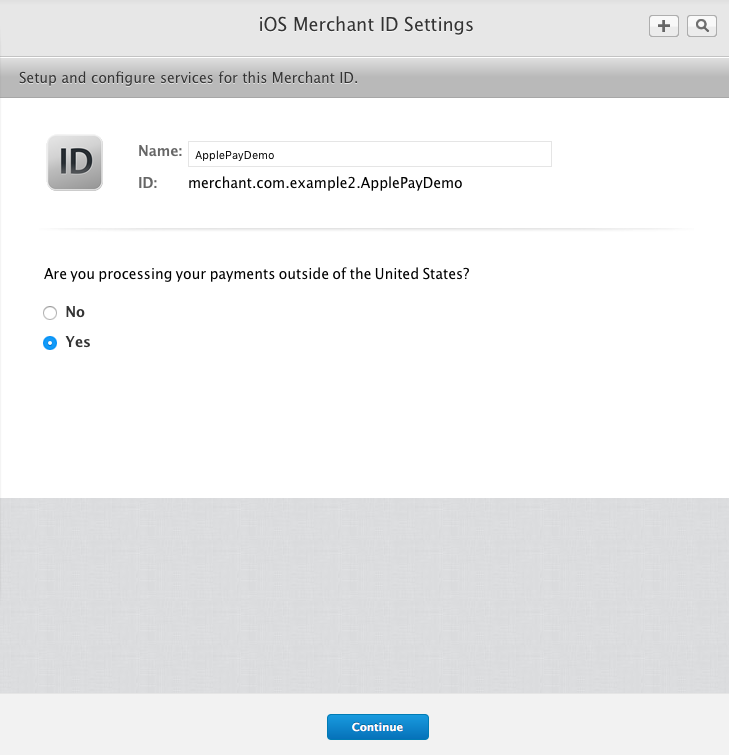 iOS Merchant ID Settings
Setup and configure services for this Merchant ID.
ID
Name: ApplePayDemo
ID: merchant.com.example2.ApplePayDemo
Are you processing your payments outside of the United States?
No
Yes
Continue